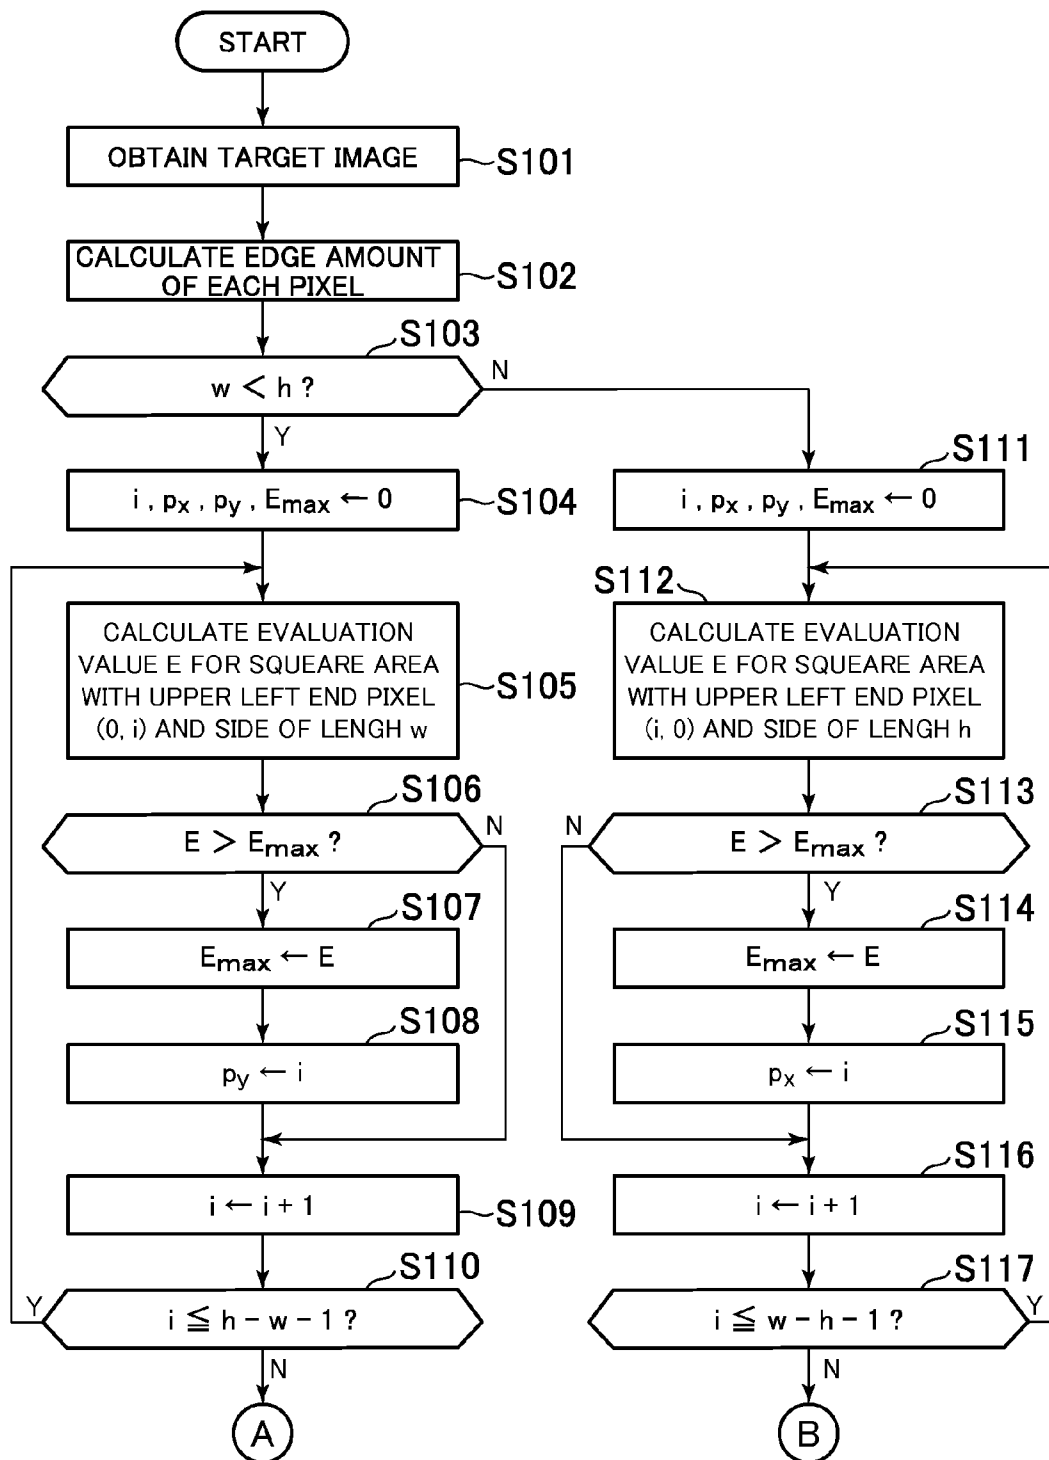 START
OBTAIN TARGET IMAGE
S101
CALCULATE EDGE AMOUNT
OF EACH PIXEL
S102
S103
w < h ?
N
Y
i , px , py , Emax ← 0
S104
S105
CALCULATE EVALUATION
VALUE E FOR SQUEARE AREA
WITH UPPER LEFT END PIXEL
(0, i) AND SIDE OF LENGH w
S106
E > Emax ?
N
Y
S107
Emax ← E
S108
py ← i
i ← i + 1
S109
S110
i ≦ h - w - 1 ?
Y
N
A
S111
i , px , py , Emax ← 0
S112
CALCULATE EVALUATION
VALUE E FOR SQUEARE AREA
WITH UPPER LEFT END PIXEL
(i, 0) AND SIDE OF LENGH h
S113
N
E > Emax ?
Y
S114
Emax ← E
S115
px ← i
S116
i ← i + 1
S117
i ≦ w - h - 1 ?
Y
N
B